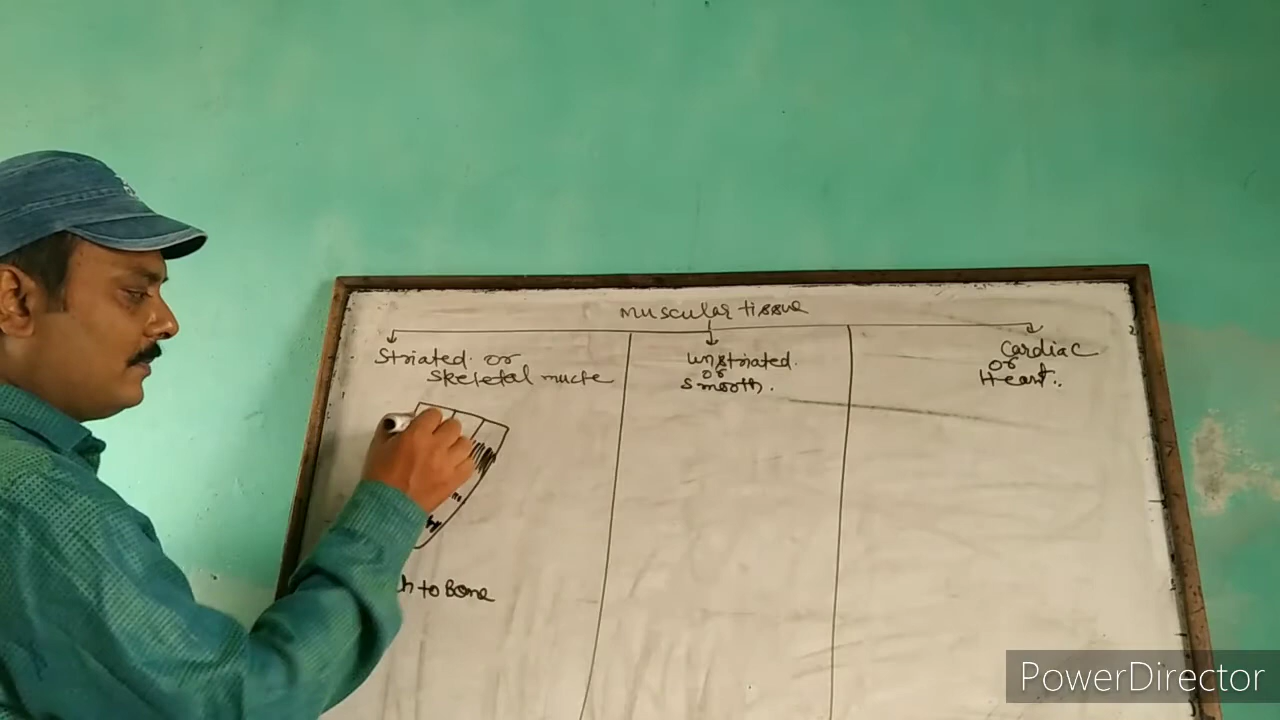 Muscular tissue
Striated or
Skeletal mucle
Unstriated.
or
Smooth.
Cardiac
or
Heart.
h to Bone
PowerDirector